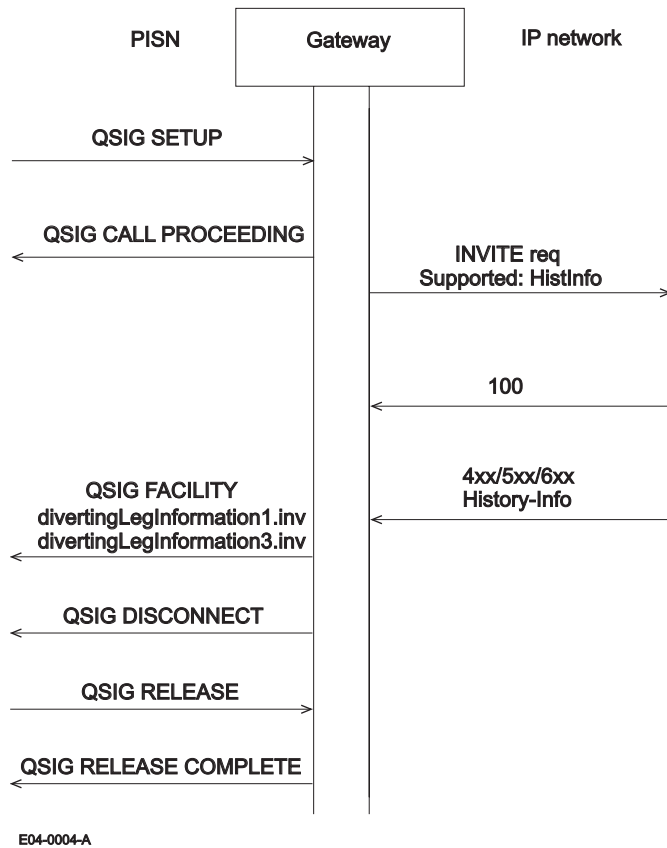 PISN
Gateway
IP network
QSIG SETUP
QSIG CALL PROCEEDING
INVITE req
Supported: HistInfo
100
4xx/5xx/6xx
History-Info
QSIG FACILITY
divertingLegInformation1.inv
divertingLegInformation3.inv
QSIG DISCONNECT
QSIG RELEASE
QSIG RELEASE COMPLETE
E04-0004-A